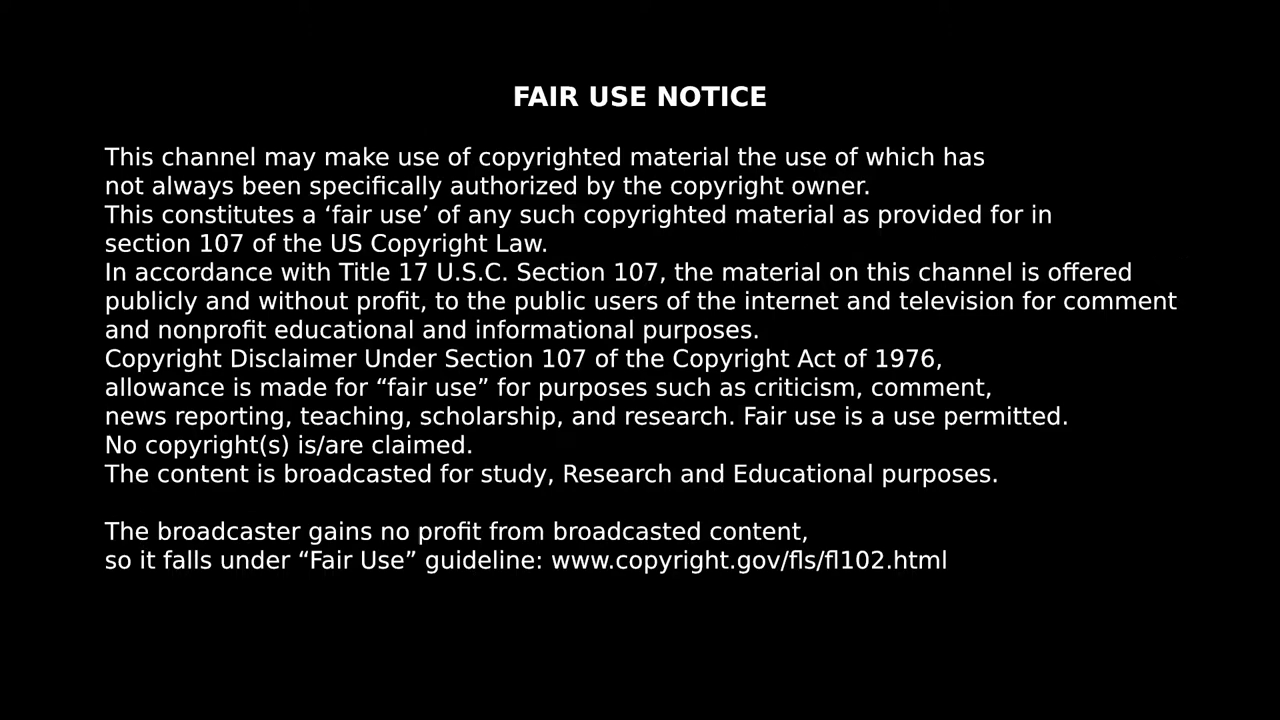 FAIR USE NOTICE
This channel may make use of copyrighted material the use of which has
not always been specifically authorized by the copyright owner.
This constitutes a ‘fair use’ of any such copyrighted material as provided for in
section 107 of the US Copyright Law.
In accordance with Title 17 U.S.C. Section 107, the material on this channel is offered
publicly and without profit, to the public users of the internet and television for comment
and nonprofit educational and informational purposes.
Copyright Disclaimer Under Section 107 of the Copyright Act of 1976,
allowance is made for “fair use” for purposes such as criticism, comment,
news reporting, teaching, scholarship, and research. Fair use is a use permitted.
No copyright(s) is/are claimed.
The content is broadcasted for study, Research and Educational purposes.
The broadcaster gains no profit from broadcasted content,
so it falls under “Fair Use” guideline: www.copyright.gov/fls/fl102.html